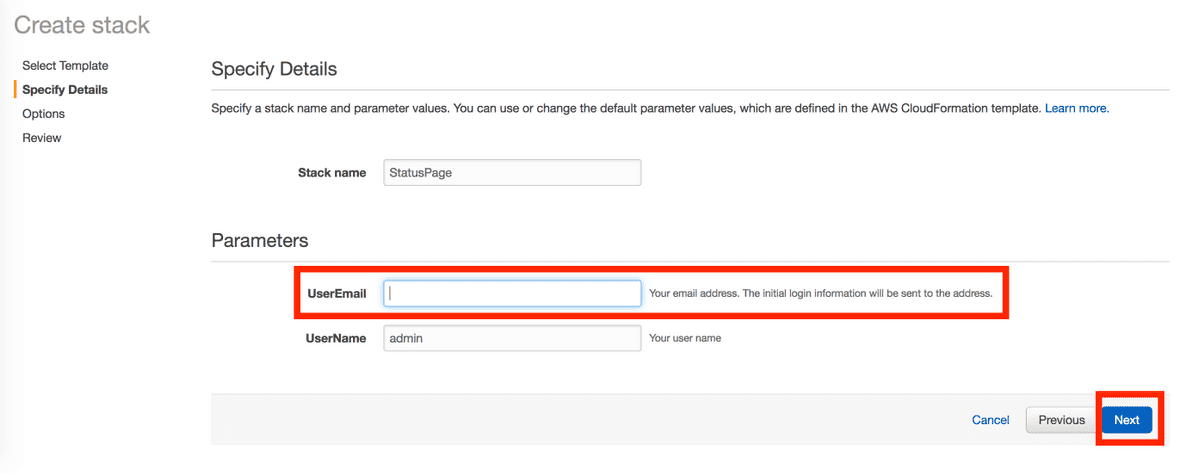 Create stack
Select Template
Specify Details
Options
Review
Specify Details
Specify a stack name and parameter values. You can use or change the default parameter values, which are defined in the AWS CloudFormation template. Learn more.
Stack name StatusPage
Parameters
UserEmail Your email address. The initial login information will be sent to the address.
UserName admin Your user name
Cancel Previous Next